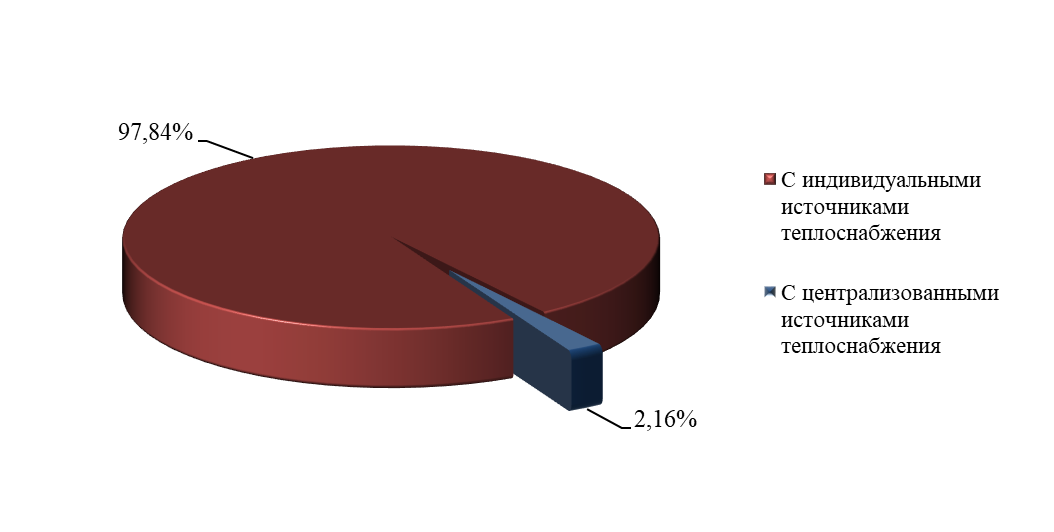 97,84%
С индивидуальными
источниками
теплоснабжения
С централизованными
источниками
теплоснабжения
2,16%